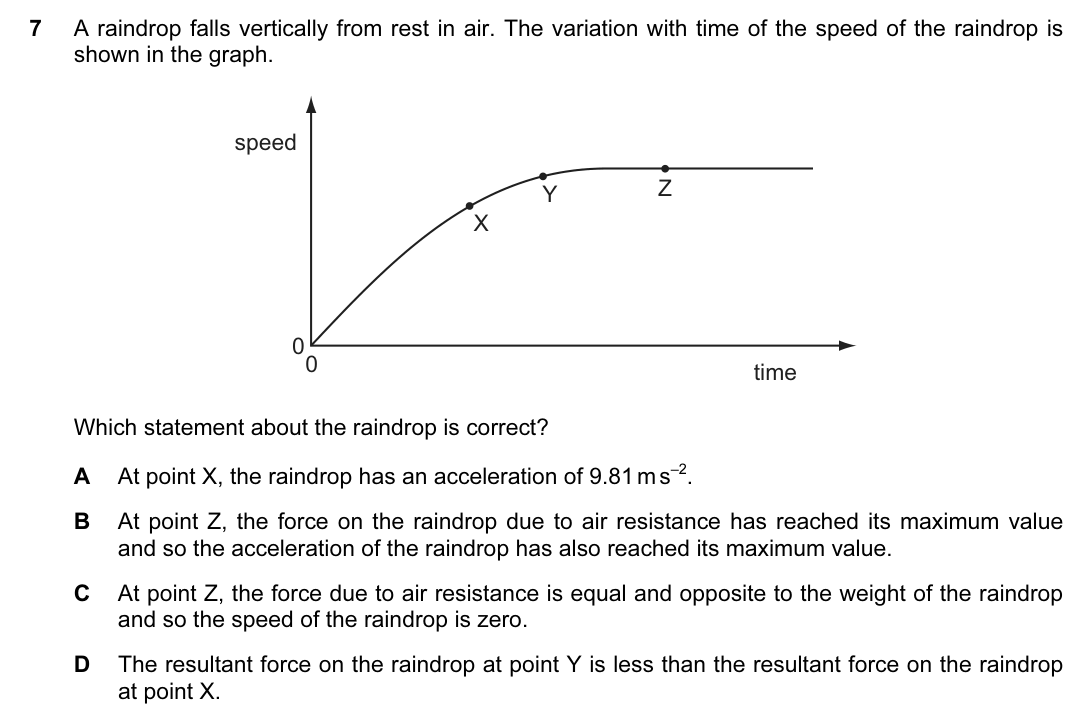 7 A raindrop falls vertically from rest in air. The variation with time of the speed of the raindrop is
shown in the graph.
speed
Y
Z
X
0
0
time
Which statement about the raindrop is correct?
A At point X, the raindrop has an acceleration of 9.81 m s⁻².
B At point Z, the force on the raindrop due to air resistance has reached its maximum value
and so the acceleration of the raindrop has also reached its maximum value.
C At point Z, the force due to air resistance is equal and opposite to the weight of the raindrop
and so the speed of the raindrop is zero.
D The resultant force on the raindrop at point Y is less than the resultant force on the raindrop
at point X.